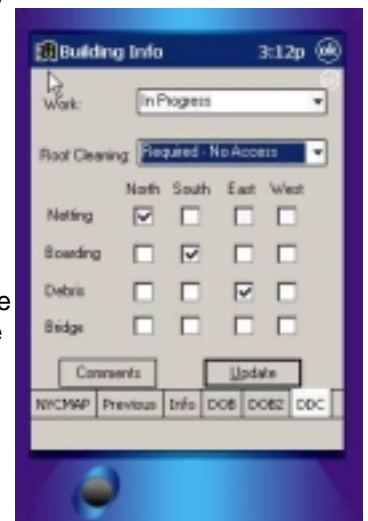 Building Info 3:12p ok
Work: In Progress
Roof Cleaning: Required - No Access
North South East West
Netting
Boarding
Debris
Bridge
Comments Update
NYCMAP Previous Info DOB DOB2 DDC